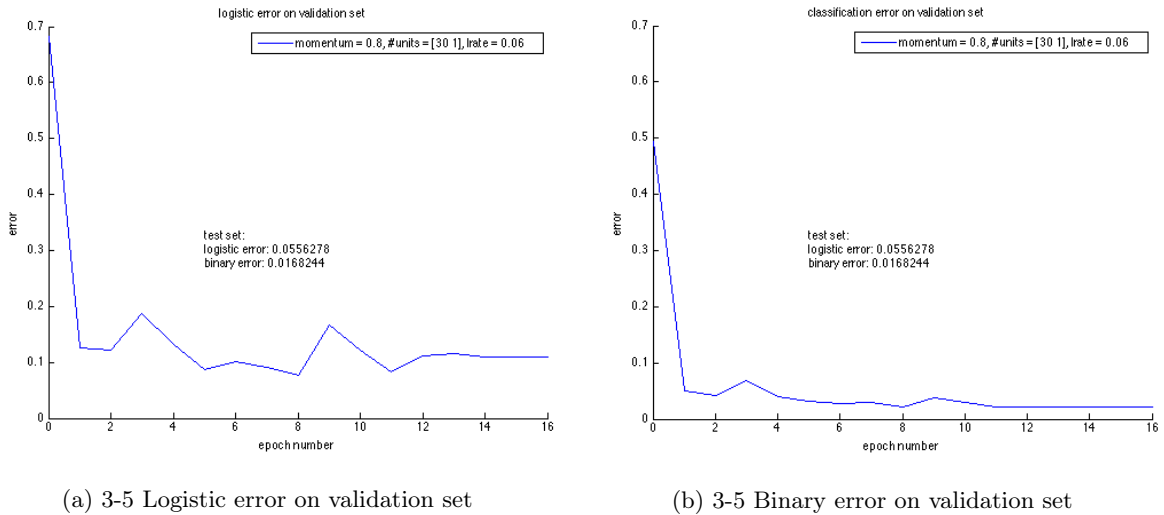 logistic error on validation set
momentum = 0.8, #units = [30 1], lrate = 0.06
0.7
0.6
0.5
0.4
0.3
0.2
0.1
0
error
test set:
logistic error: 0.0556278
binary error: 0.0168244
0 2 4 6 8 10 12 14 16
epoch number
(a) 3-5 Logistic error on validation set
classification error on validation set
momentum = 0.8, #units = [30 1], lrate = 0.06
0.7
0.6
0.5
0.4
0.3
0.2
0.1
0
error
test set:
logistic error: 0.0556278
binary error: 0.0168244
0 2 4 6 8 10 12 14 16
epoch number
(b) 3-5 Binary error on validation set